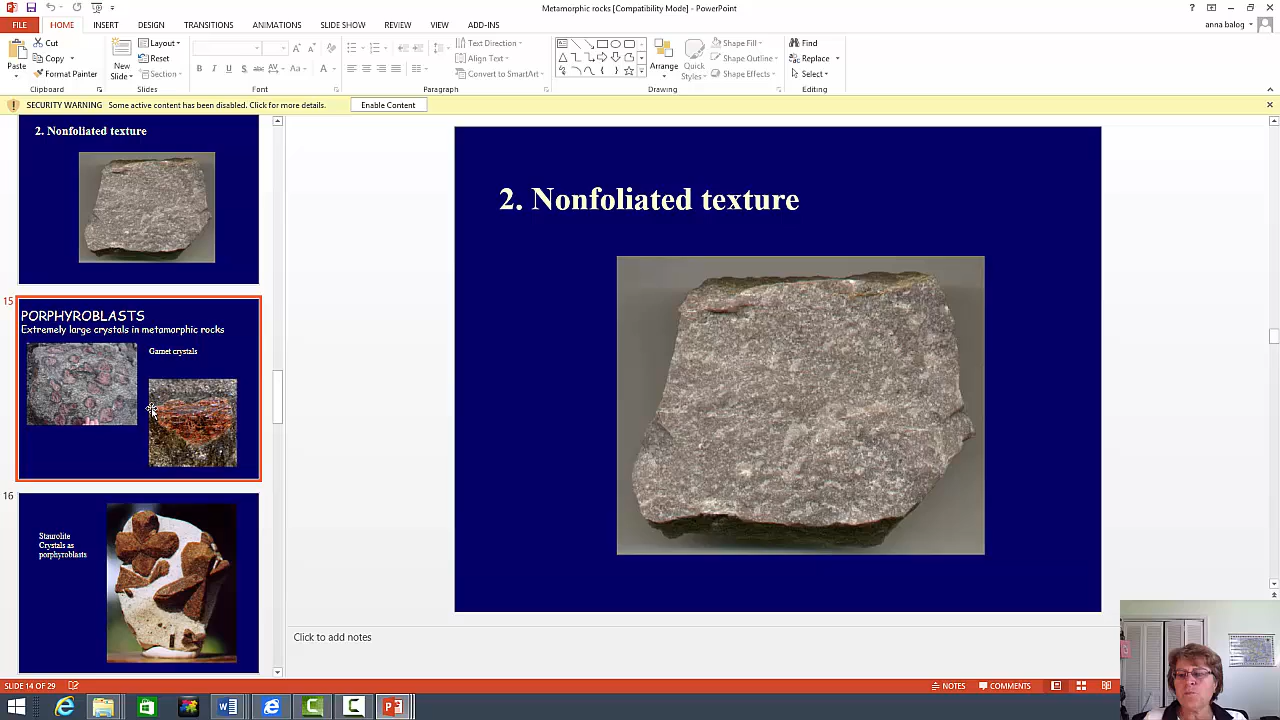 Metamorphic rocks [Compatibility Mode] - PowerPoint
FILE HOME INSERT DESIGN TRANSITIONS ANIMATIONS SLIDE SHOW REVIEW VIEW ADD-INS anna balog
Paste
Cut
Copy
Format Painter
Clipboard
New
Slide
Layout
Reset
Section
Slides
B I U S abc AV Aa A
Font
Text Direction
Align Text
Convert to SmartArt
Paragraph
Arrange
Quick
Styles
Shape Fill
Shape Outline
Shape Effects
Drawing
Find
Replace
Select
Editing
SECURITY WARNING Some active content has been disabled. Click for more details. Enable Content
2. Nonfoliated texture
15
PORPHYROBLASTS
Extremely large crystals in metamorphic rocks
Garnet crystals
16
Staurolite
Crystals as
porphyroblasts
2. Nonfoliated texture
Click to add notes
SLIDE 14 OF 29 NOTES COMMENTS